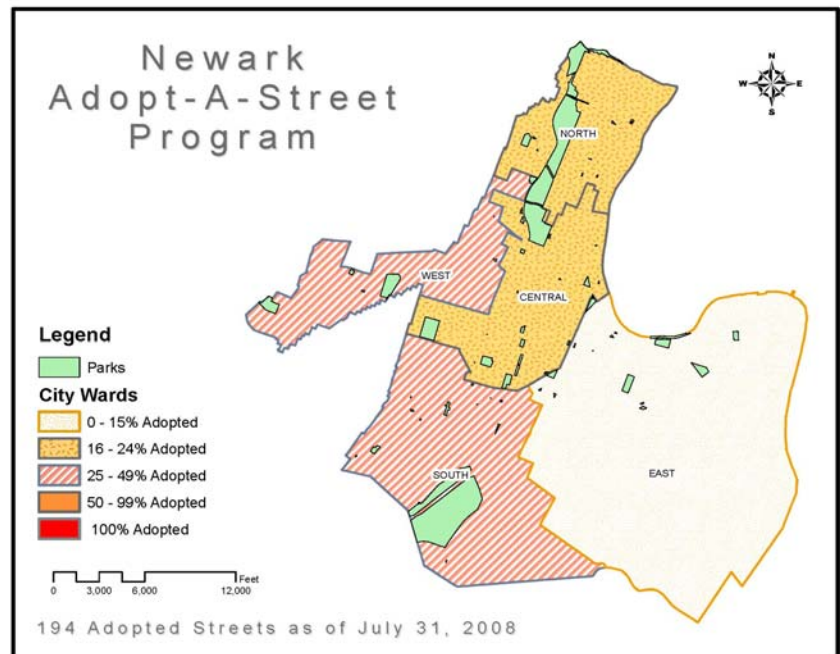 Newark
Adopt-A-Street
Program
N
W E
S
NORTH
WEST
CENTRAL
SOUTH
EAST
Legend
Parks
City Wards
0 - 15% Adopted
16 - 24% Adopted
25 - 49% Adopted
50 - 99% Adopted
100% Adopted
Feet
0 3,000 6,000 12,000
194 Adopted Streets as of July 31, 2008